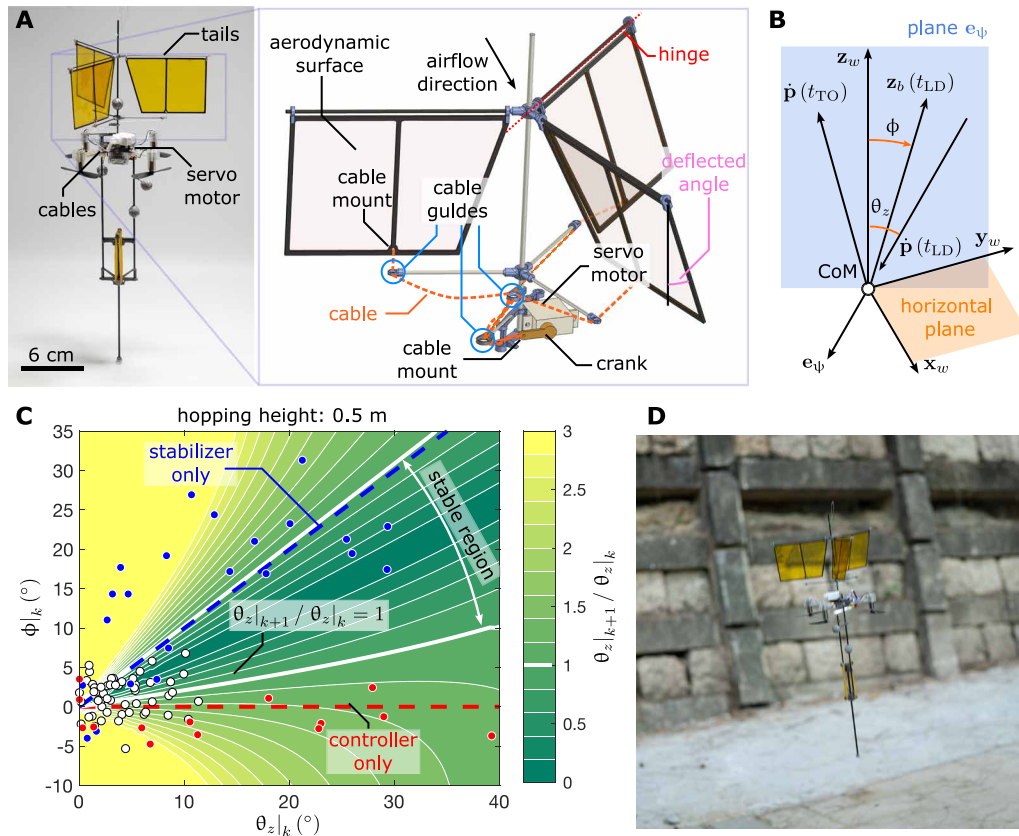 A
tails
cables
servo
motor
6 cm
aerodynamic
surface
airflow
direction
hinge
cable
mount
cable
guides
deflected
angle
servo
motor
cable
cable
mount
crank
B
plane e_ψ
z_w
ṗ (t_TO)
z_b (t_LD)
ϕ
θ_z
ṗ (t_LD)
y_w
CoM
horizontal
plane
e_ψ
x_w
C
hopping height: 0.5 m
35
30
25
20
15
10
5
0
-5
-10
ϕ|_k (°)
stabilizer
only
stable region
θ_z|_{k+1} / θ_z|_k = 1
controller
only
0
10
20
30
40
θ_z|_k (°)
3
2.5
2
1.5
1
0.5
0
θ_z|_{k+1} / θ_z|_k
D